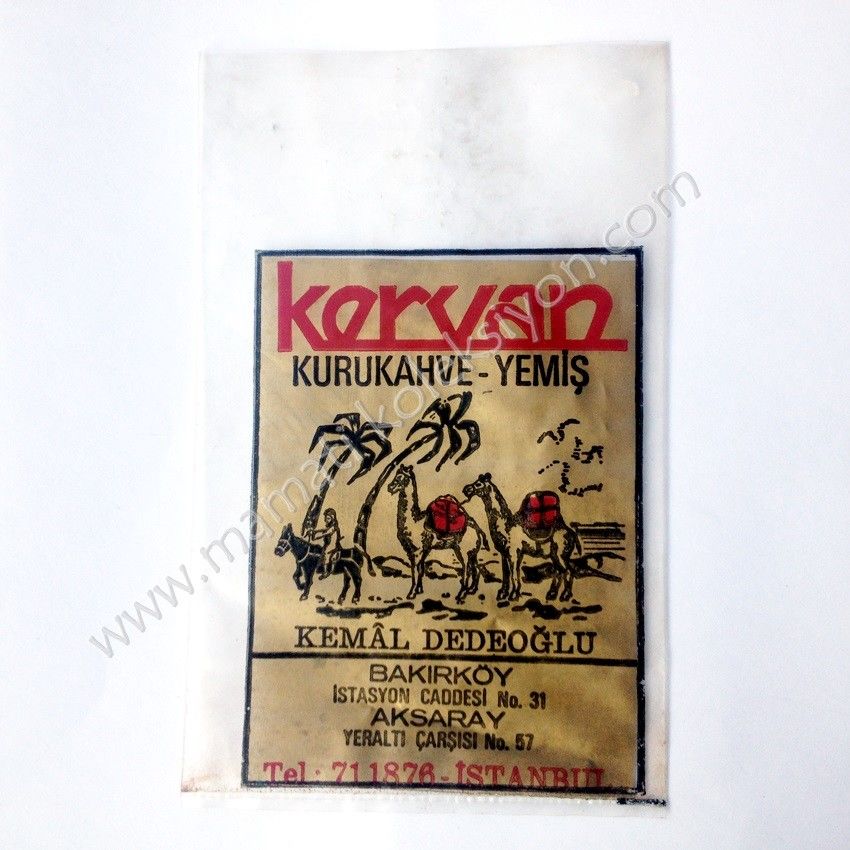 kervan
KURUKAHVE - YEMİŞ
KEMÂL DEDEOĞLU
BAKIRKÖY
İSTASYON CADDESİ No. 31
AKSARAY
YERALTI ÇARŞISI No. 57
Tel: 711876 - İSTANBUL
www.mamatkoleksiyon.com